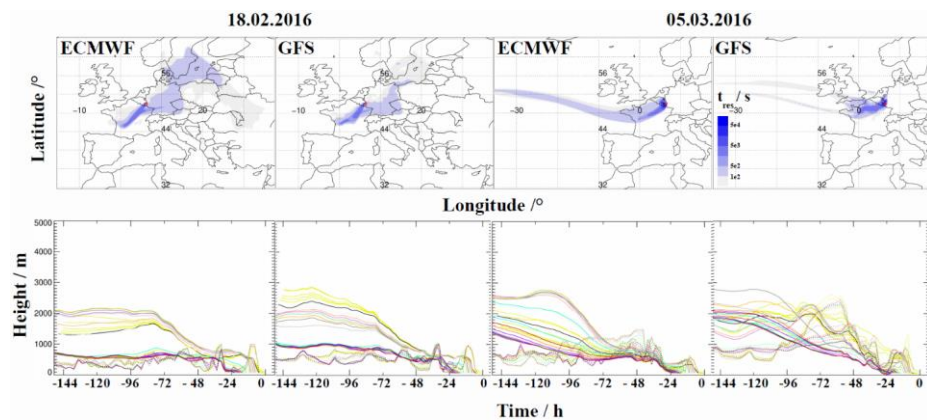 18.02.2016 05.03.2016
ECMWF GFS ECMWF GFS
56 56 56 56
t_res / s
-10 20 -10 20 -30 0 -30 0
5e4
5e3
5e2
1e2
44 44 44 44
32 32 32 32
Latitude /°
Longitude /°
5000
4000
3000
2000
1000
0
Height / m
-144 -120 -96 -72 -48 -24 0 -144 -120 -96 -72 -48 -24 0 -144 -120 -96 -72 -48 -24 0 -144 -120 -96 -72 -48 -24 0
Time / h